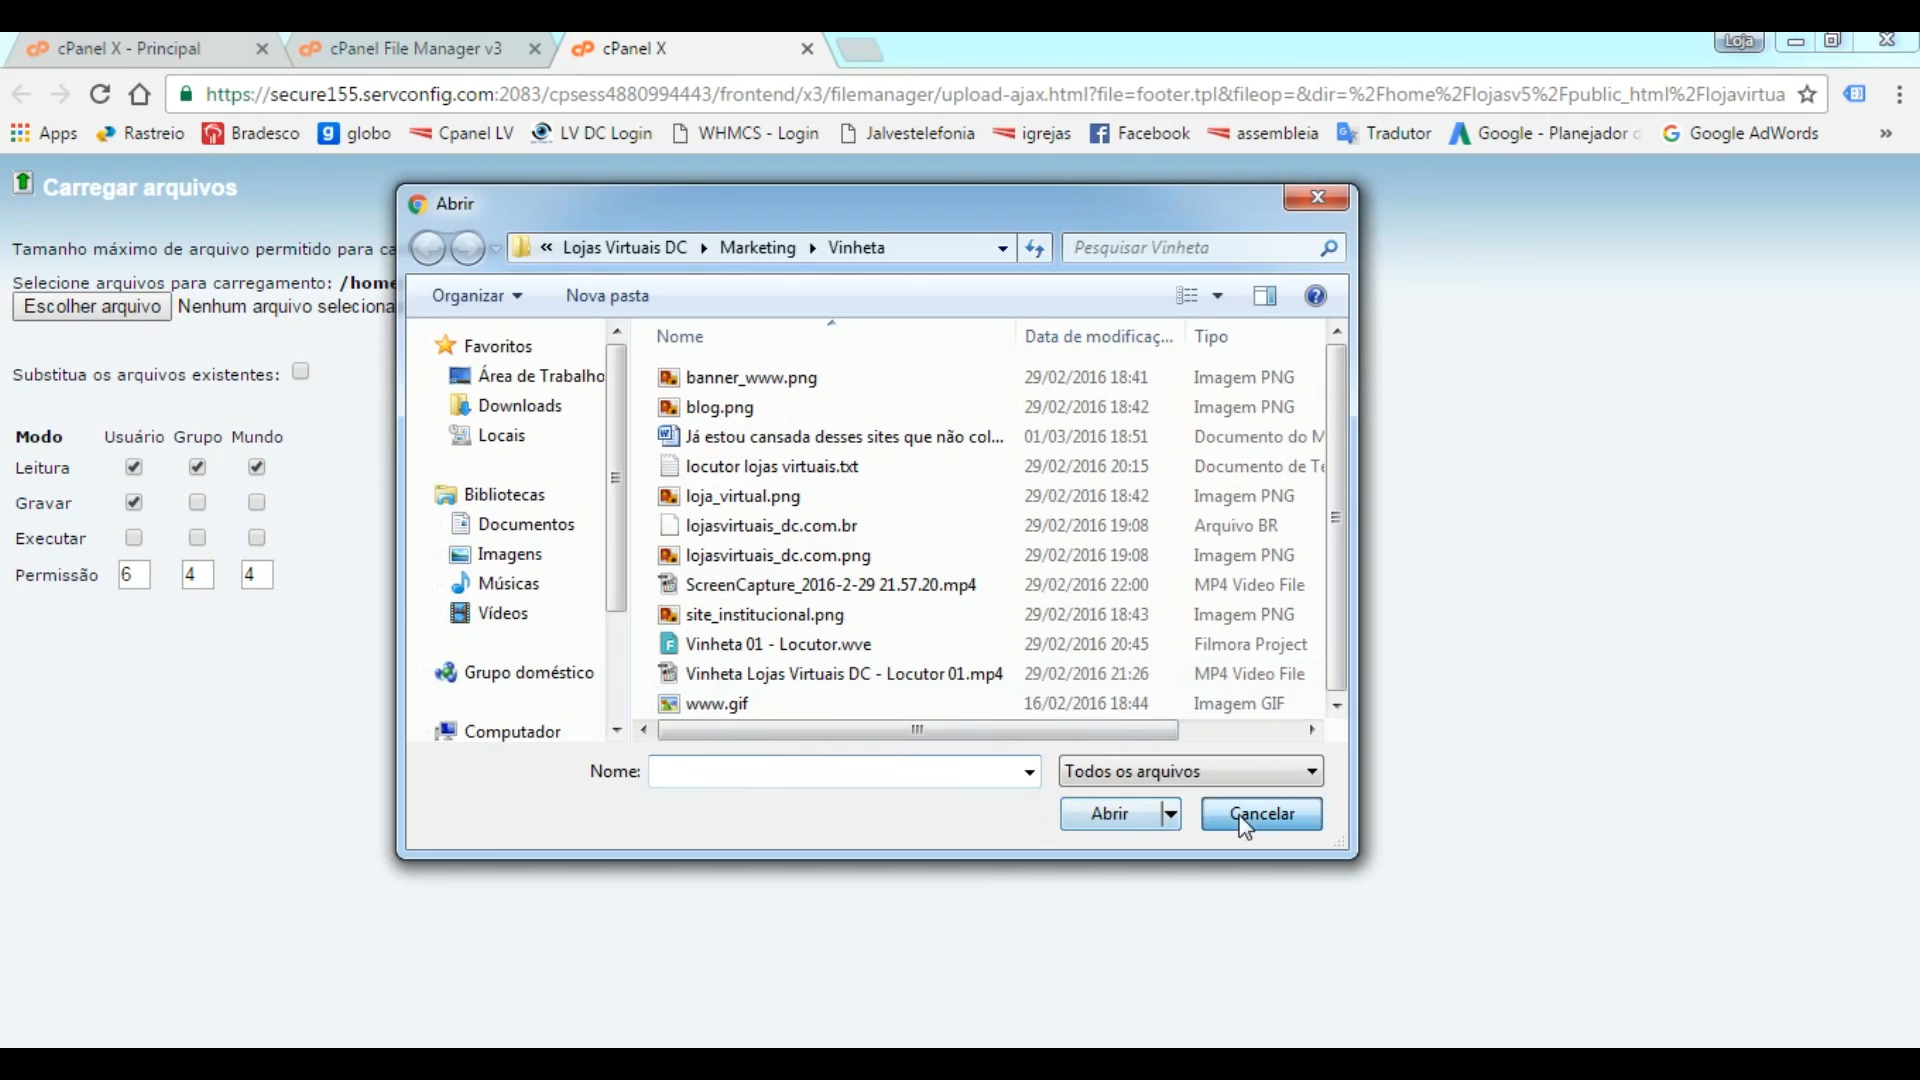 cPanel X - Principal
cPanel File Manager v3
cPanel X
Loja
https://secure155.servconfig.com:2083/cpsess4880994443/frontend/x3/filemanager/upload-ajax.html?file=footer.tpl&fileop=&dir=%2Fhome%2Flojasv5%2Fpublic_html%2Flojavirtua
Apps
Rastreio
Bradesco
globo
Cpanel LV
LV DC Login
WHMCS - Login
Jalvestelefonia
igrejas
Facebook
assembleia
Tradutor
Google - Planejador d
Google AdWords
»
Carregar arquivos
Tamanho máximo de arquivo permitido para ca
Selecione arquivos para carregamento: /home
Escolher arquivo Nenhum arquivo seleciona
Substitua os arquivos existentes:
Modo Usuário Grupo Mundo
Leitura
Gravar
Executar
Permissão 6 4 4
Abrir
« Lojas Virtuais DC Marketing Vinheta
Pesquisar Vinheta
Organizar Nova pasta
Favoritos
Área de Trabalho
Downloads
Locais
Bibliotecas
Documentos
Imagens
Músicas
Vídeos
Grupo doméstico
Computador
Nome Data de modificaç... Tipo
banner_www.png 29/02/2016 18:41 Imagem PNG
blog.png 29/02/2016 18:42 Imagem PNG
Já estou cansada desses sites que não col... 01/03/2016 18:51 Documento do M
locutor lojas virtuais.txt 29/02/2016 20:15 Documento de Te
loja_virtual.png 29/02/2016 18:42 Imagem PNG
lojasvirtuais_dc.com.br 29/02/2016 19:08 Arquivo BR
lojasvirtuais_dc.com.png 29/02/2016 19:08 Imagem PNG
ScreenCapture_2016-2-29 21.57.20.mp4 29/02/2016 22:00 MP4 Video File
site_institucional.png 29/02/2016 18:43 Imagem PNG
Vinheta 01 - Locutor.wve 29/02/2016 20:45 Filmora Project
Vinheta Lojas Virtuais DC - Locutor 01.mp4 29/02/2016 21:26 MP4 Video File
www.gif 16/02/2016 18:44 Imagem GIF
Nome:
Todos os arquivos
Abrir
Cancelar